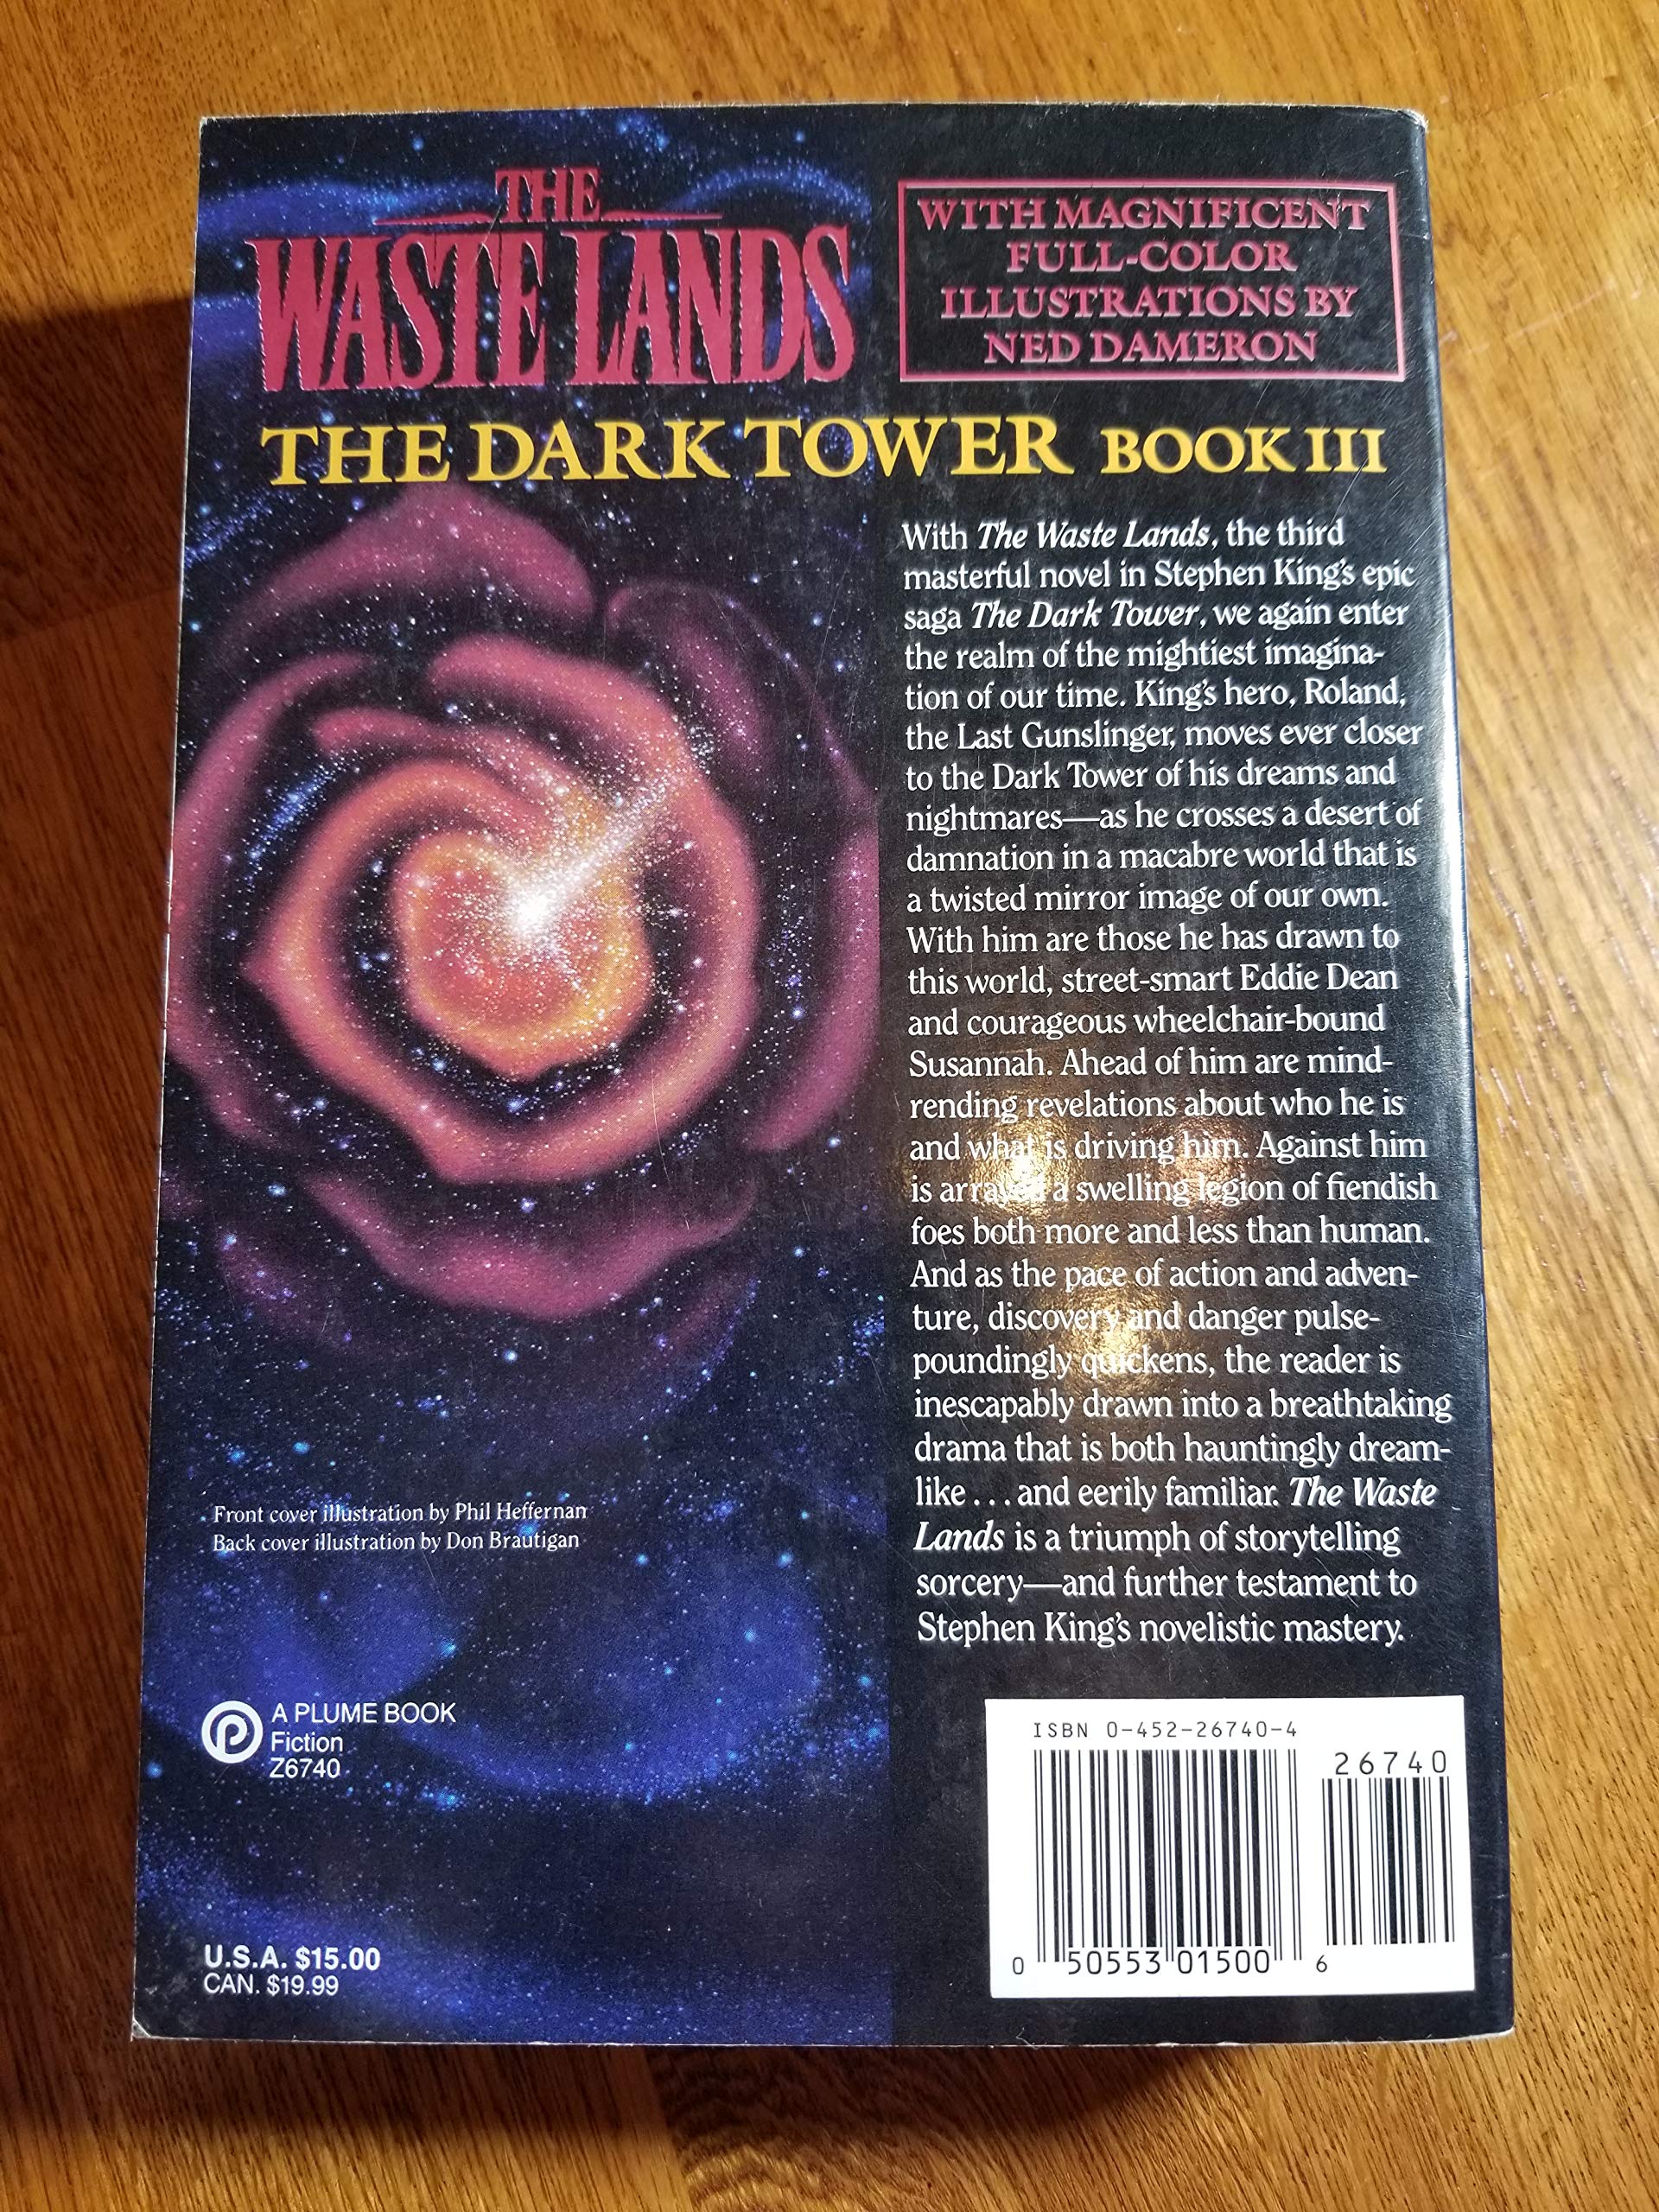 THE
WASTE LANDS
WITH MAGNIFICENT
FULL-COLOR
ILLUSTRATIONS BY
NED DAMERON
THE DARK TOWER BOOK III
With The Waste Lands, the third
masterful novel in Stephen King's epic
saga The Dark Tower, we again enter
the realm of the mightiest imagina-
tion of our time. King's hero, Roland,
the Last Gunslinger, moves ever closer
to the Dark Tower of his dreams and
nightmares—as he crosses a desert of
damnation in a macabre world that is
a twisted mirror image of our own.
With him are those he has drawn to
this world, street-smart Eddie Dean
and courageous wheelchair-bound
Susannah. Ahead of him are mind-
rending revelations about who he is
and what is driving him. Against him
is arrayed a swelling legion of fiendish
foes both more and less than human.
And as the pace of action and adven-
ture, discovery and danger pulse-
poundingly quickens, the reader is
inescapably drawn into a breathtaking
drama that is both hauntingly dream-
like . . . and eerily familiar. The Waste
Lands is a triumph of storytelling
sorcery—and further testament to
Stephen King's novelistic mastery.
Front cover illustration by Phil Heffernan
Back cover illustration by Don Brautigan
A PLUME BOOK
Fiction
Z6740
U.S.A. $15.00
CAN. $19.99
ISBN 0-452-26740-4
26740
0 50553 01500 6